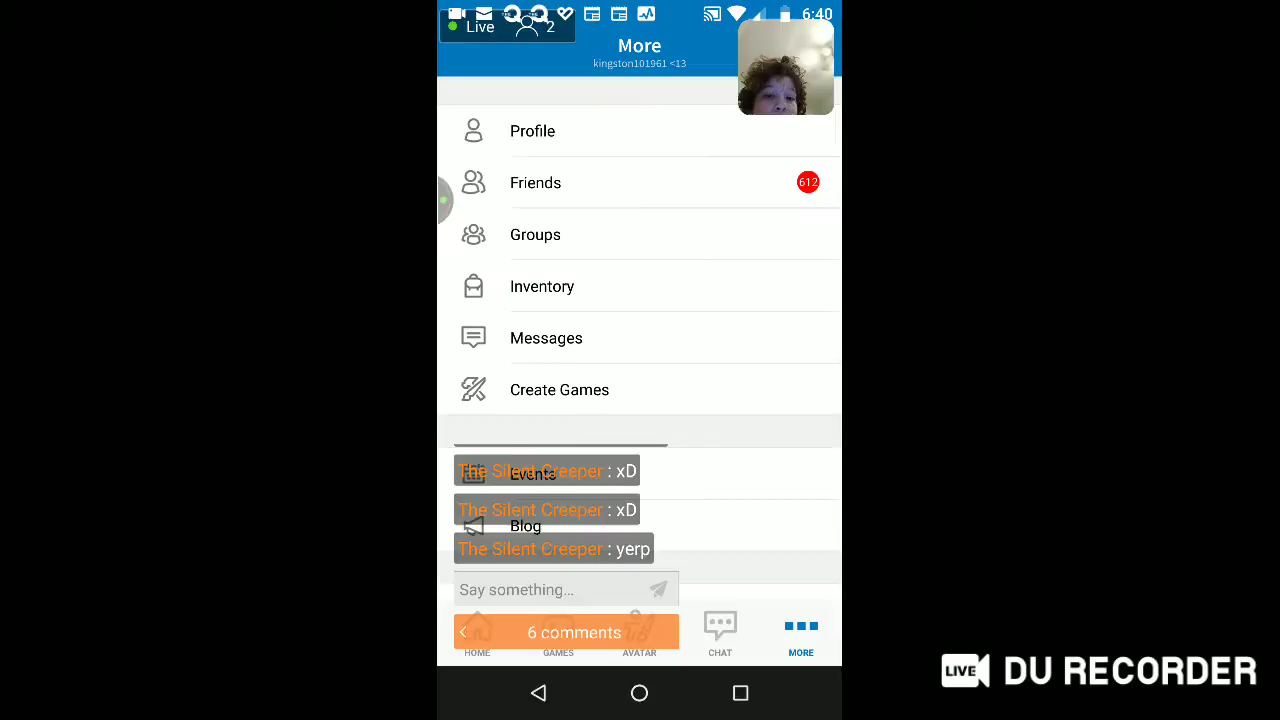 6:40
Live 2
More
kingston101961 <13
Profile
Friends 612
Groups
Inventory
Messages
Create Games
Events
The Silent Creeper : xD
The Silent Creeper : xD
Blog
The Silent Creeper : yerp
Say something...
6 comments
HOME GAMES AVATAR CHAT MORE
LIVE DU RECORDER